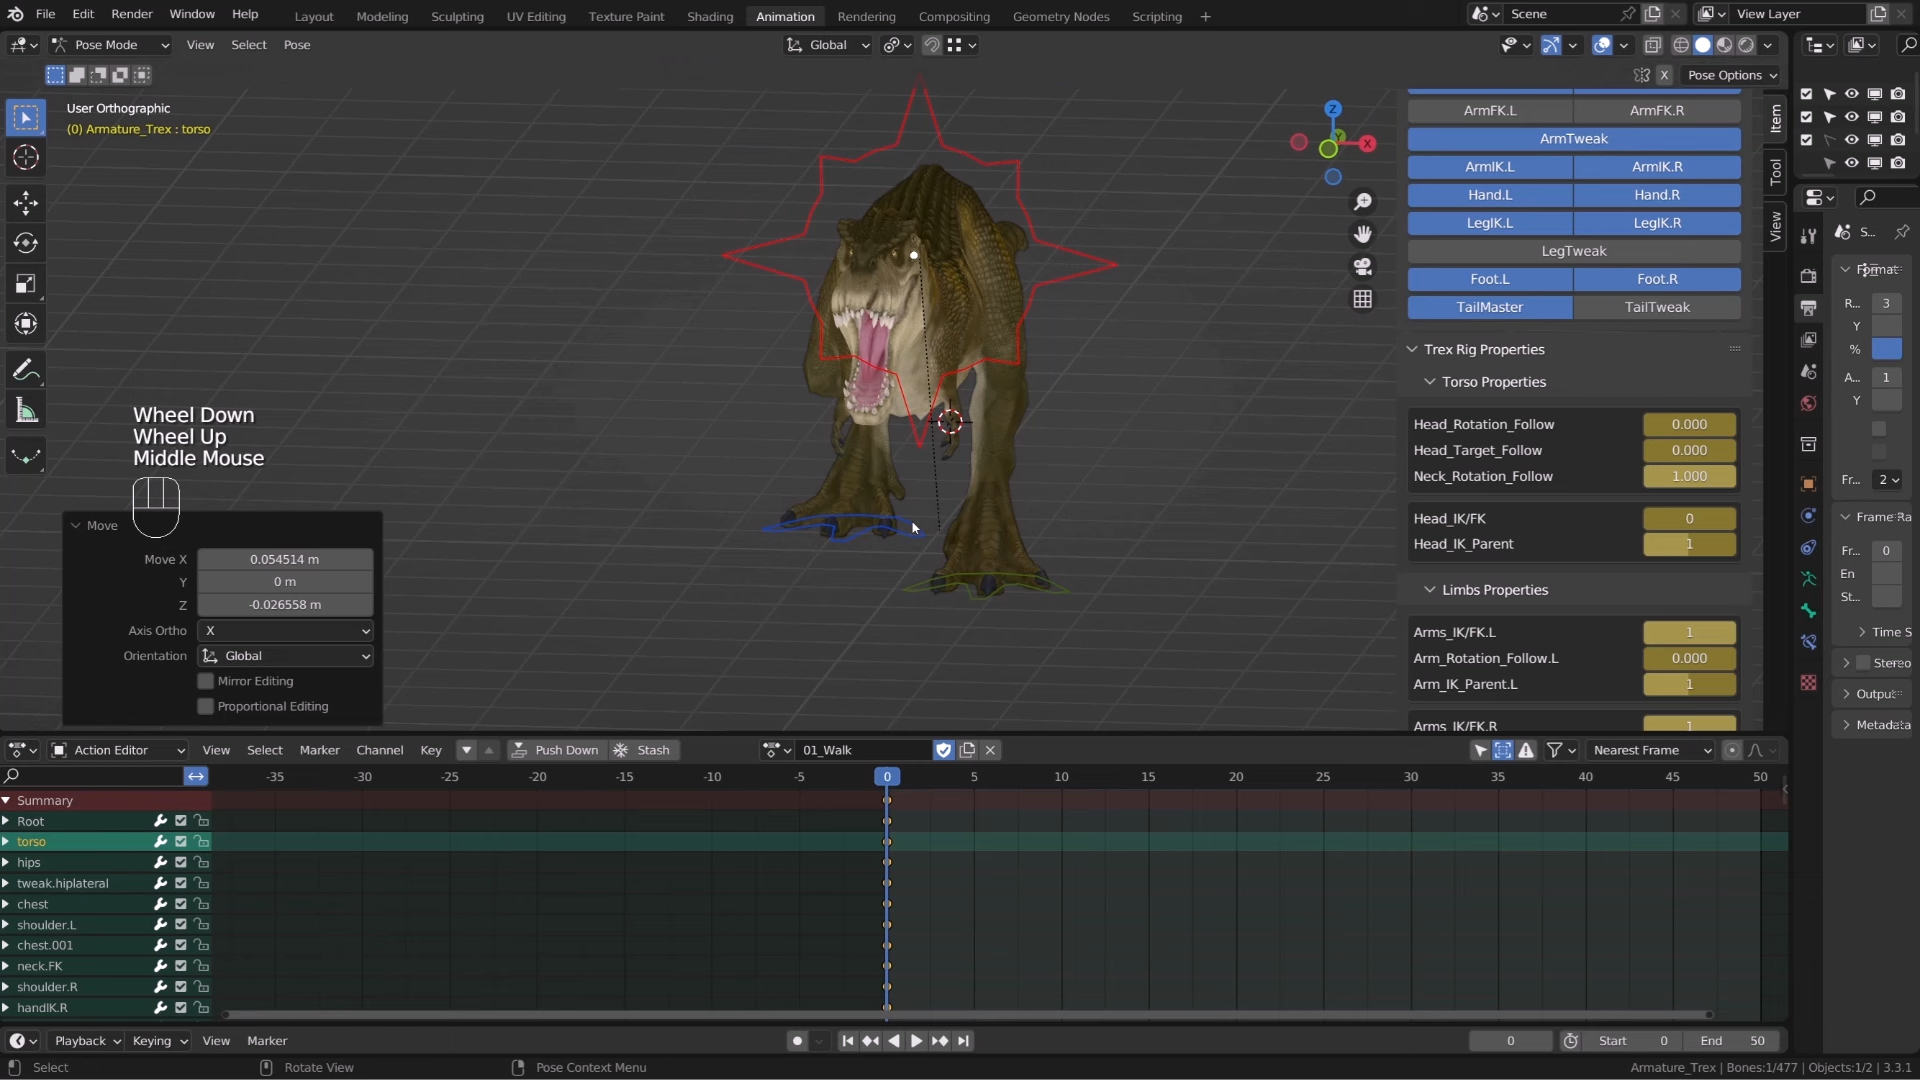 File Edit Render Window Help Layout Modeling Sculpting UV Editing Texture Paint Shading Animation Rendering Compositing Geometry Nodes Scripting + Scene View Layer
Pose Mode View Select Pose Global
X Pose Options
User Orthographic
(0) Armature_Trex : torso
Z
Y
X
Item
Tool
View
ArmFK.L ArmFK.R
ArmTweak
ArmIK.L ArmIK.R
Hand.L Hand.R
LegIK.L LegIK.R
LegTweak
Foot.L Foot.R
TailMaster TailTweak
Trex Rig Properties
Torso Properties
Head_Rotation_Follow 0.000
Head_Target_Follow 0.000
Neck_Rotation_Follow 1.000
Head_IK/FK 0
Head_IK_Parent 1
Limbs Properties
Arms_IK/FK.L 1
Arm_Rotation_Follow.L 0.000
Arm_IK_Parent.L 1
Arms_IK/FK.R 1
S...
Format
R... 3
Y
%
A... 1
Y
Fr... 2
Frame Ra
Fr... 0
En
St...
Time S
Stereo
Output
Metadata
Wheel Down
Wheel Up
Middle Mouse
Move
Move X 0.054514 m
Y 0 m
Z -0.026558 m
Axis Ortho X
Orientation Global
Mirror Editing
Proportional Editing
Action Editor View Select Marker Channel Key Push Down Stash 01_Walk Nearest Frame
-35 -30 -25 -20 -15 -10 -5 0 5 10 15 20 25 30 35 40 45 50
Summary
Root
torso
hips
tweak.hiplateral
chest
shoulder.L
chest.001
neck.FK
shoulder.R
handIK.R
Playback Keying View Marker 0 Start 0 End 50
Select Rotate View Pose Context Menu Armature_Trex | Bones:1/477 | Objects:1/2 | 3.3.1